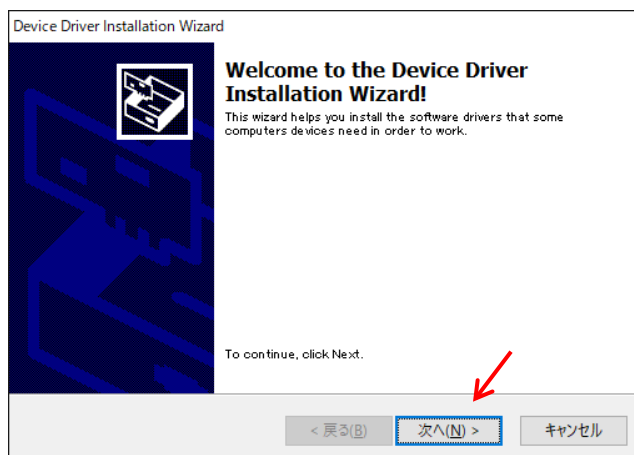 Device Driver Installation Wizard
Welcome to the Device Driver
Installation Wizard!
This wizard helps you install the software drivers that some
computers devices need in order to work.
To continue, click Next.
< 戻る(B)
次へ(N) >
キャンセル